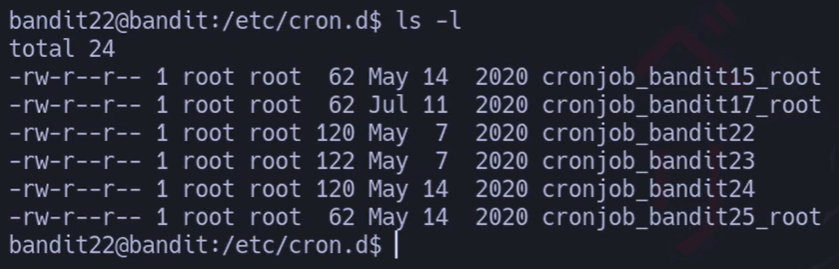 bandit22@bandit:/etc/cron.d$ ls -l
total 24
-rw-r--r-- 1 root root  62 May 14  2020 cronjob_bandit15_root
-rw-r--r-- 1 root root  62 Jul 11  2020 cronjob_bandit17_root
-rw-r--r-- 1 root root 120 May  7  2020 cronjob_bandit22
-rw-r--r-- 1 root root 122 May  7  2020 cronjob_bandit23
-rw-r--r-- 1 root root 120 May 14  2020 cronjob_bandit24
-rw-r--r-- 1 root root  62 May 14  2020 cronjob_bandit25_root
bandit22@bandit:/etc/cron.d$